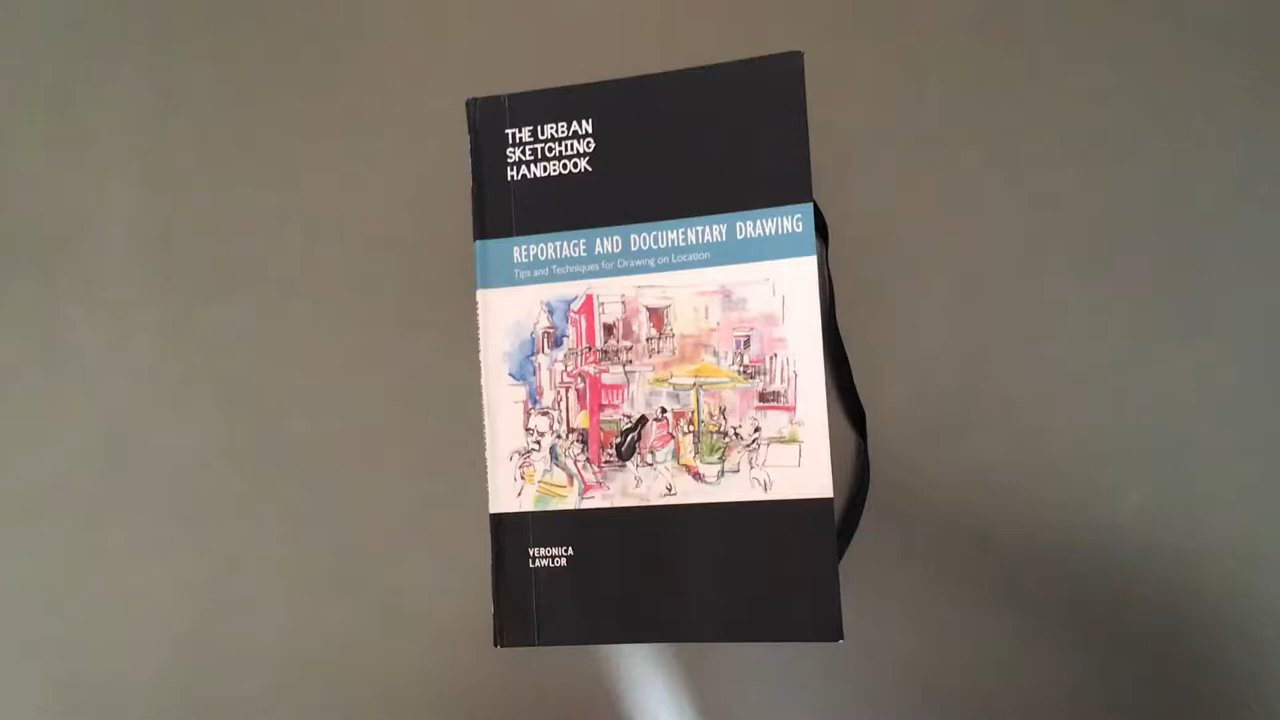 THE URBAN
SKETCHING
HANDBOOK
REPORTAGE AND DOCUMENTARY DRAWING
Tips and Techniques for Drawing on Location
VERONICA
LAWLOR